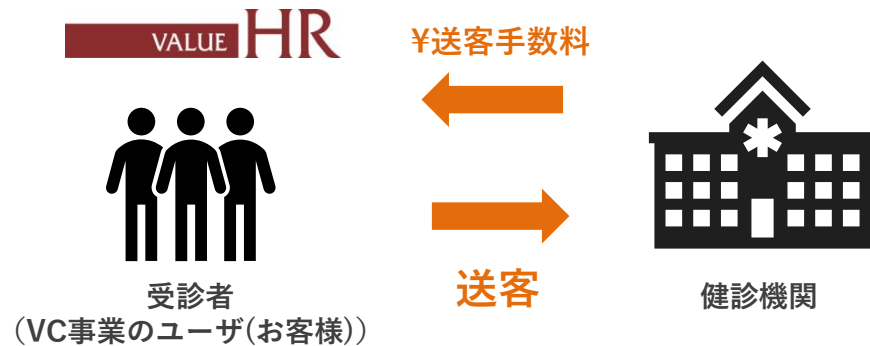 VALUE HR
¥送客手数料
送客
受診者
（VC事業のユーザ(お客様)）
健診機関